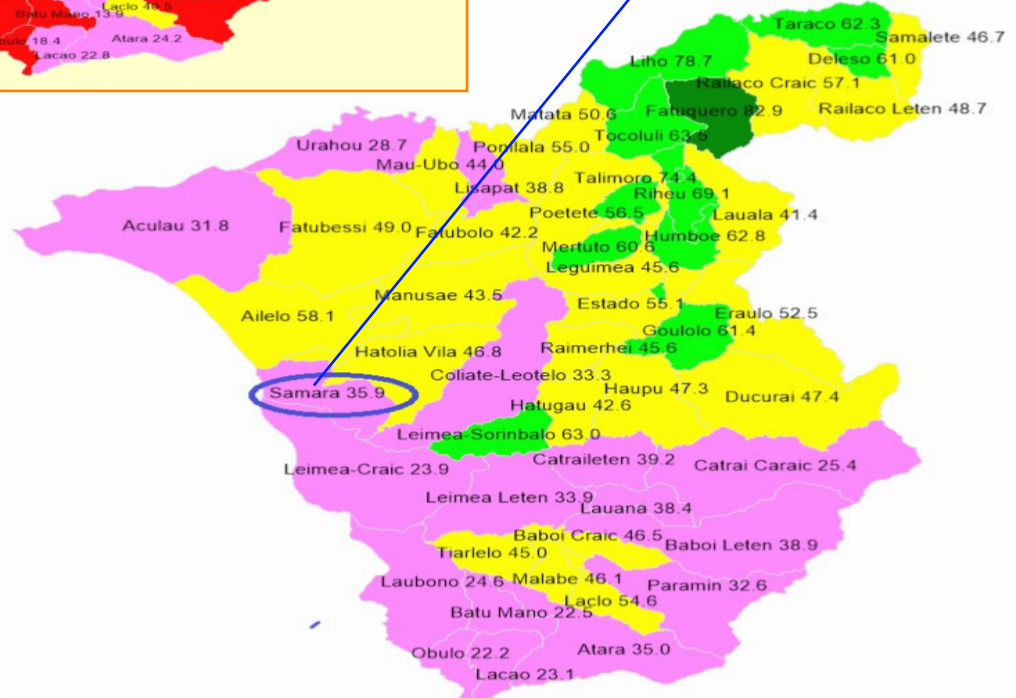 Laclo 40.5
Batu Mano 13.9
18.4
Atara 24.2
Lacao 22.8
Taraco 62.3
Samalete 46.7
Liho 78.7
Deleso 61.0
Railaco Craic 57.1
Matata 50.6
Fatuquero 82.9
Railaco Leten 48.7
Tocoluli 63.5
Urahou 28.7
Ponilala 55.0
Mau-Ubo 44.0
Talimoro 74.4
Lisapat 38.8
Riheu 69.1
Poetete 56.5
Lauala 41.4
Aculau 31.8
Fatubessi 49.0
Fatubolo 42.2
Humboe 62.8
Mertuto 60.6
Leguimea 45.6
Manusae 43.5
Estado 55.1
Ailelo 58.1
Eraulo 52.5
Goulolo 61.4
Hatolia Vila 46.8
Raimerhei 45.6
Coliate-Leotelo 33.3
Samara 35.9
Haupu 47.3
Ducurai 47.4
Hatugau 42.6
Leimea-Sorinbalo 63.0
Leimea-Craic 23.9
Catraileten 39.2
Catrai Caraic 25.4
Leimea Leten 33.9
Lauana 38.4
Baboi Craic 46.5
Baboi Leten 38.9
Tiarlelo 45.0
Laubono 24.6
Malabe 46.1
Paramin 32.6
Laclo 54.6
Batu Mano 22.5
Obulo 22.2
Atara 35.0
Lacao 23.1